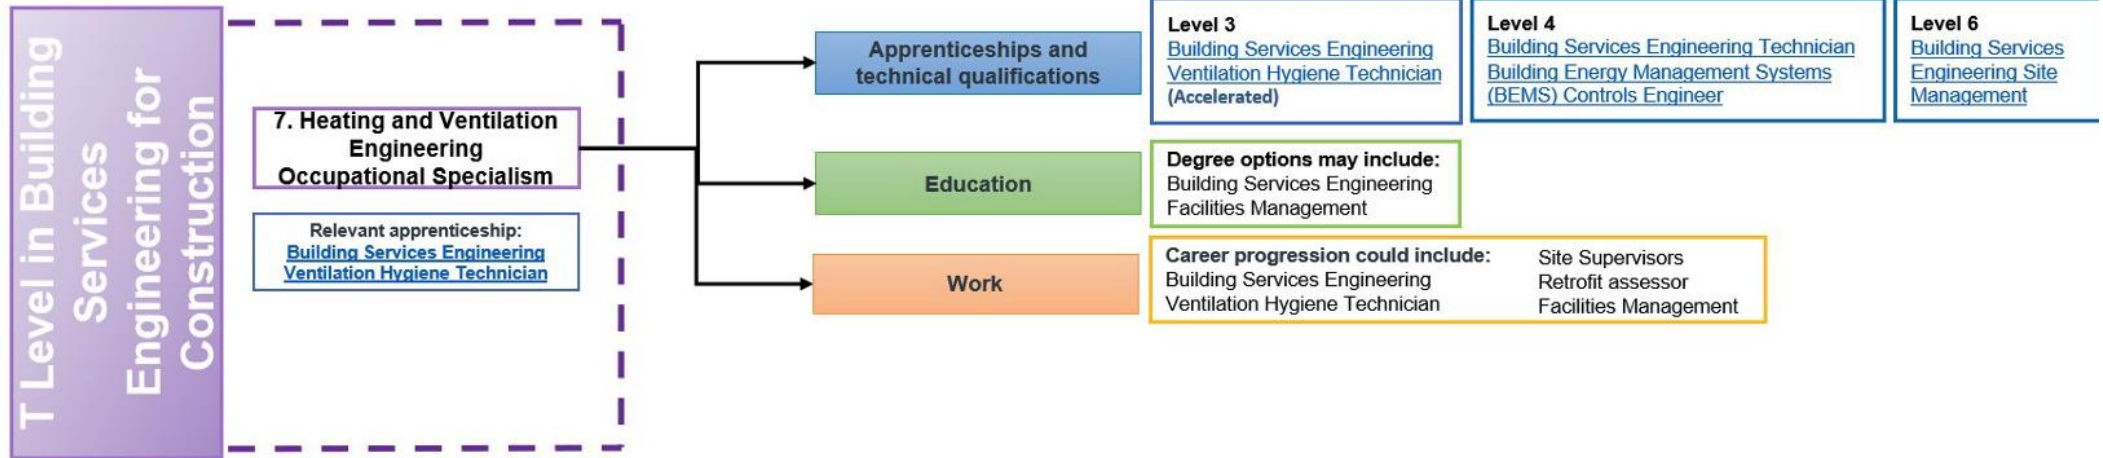 T Level in Building
Services
Engineering for
Construction
7. Heating and Ventilation
Engineering
Occupational Specialism
Relevant apprenticeship:
Building Services Engineering
Ventilation Hygiene Technician
Apprenticeships and
technical qualifications
Level 3
Building Services Engineering
Ventilation Hygiene Technician
(Accelerated)
Level 4
Building Services Engineering Technician
Building Energy Management Systems
(BEMS) Controls Engineer
Level 6
Building Services
Engineering Site
Management
Education
Degree options may include:
Building Services Engineering
Facilities Management
Work
Career progression could include:
Building Services Engineering
Ventilation Hygiene Technician
Site Supervisors
Retrofit assessor
Facilities Management